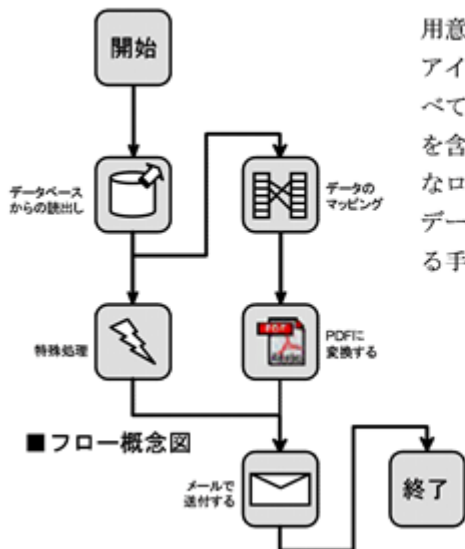 開始
データベース
からの読出し
データの
マッピング
特殊処理
PDF
Adobe
PDFに
変換する
■フロー概念図
メールで
送付する
終了
用意
アイ
べて
を含
なロ
デー
る手